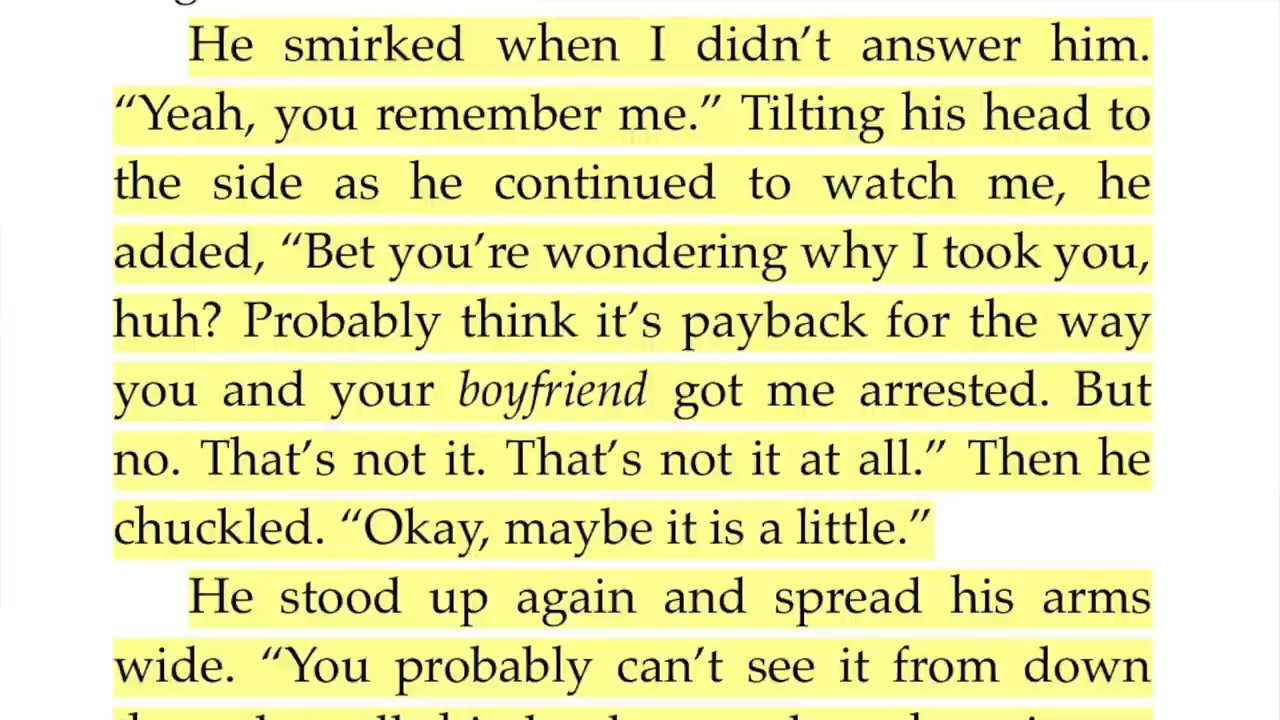 He smirked when I didn’t answer him.
“Yeah, you remember me.” Tilting his head to
the side as he continued to watch me, he
added, “Bet you’re wondering why I took you,
huh? Probably think it’s payback for the way
you and your boyfriend got me arrested. But
no. That’s not it. That’s not it at all.” Then he
chuckled. “Okay, maybe it is a little.”
He stood up again and spread his arms
wide. “You probably can’t see it from down